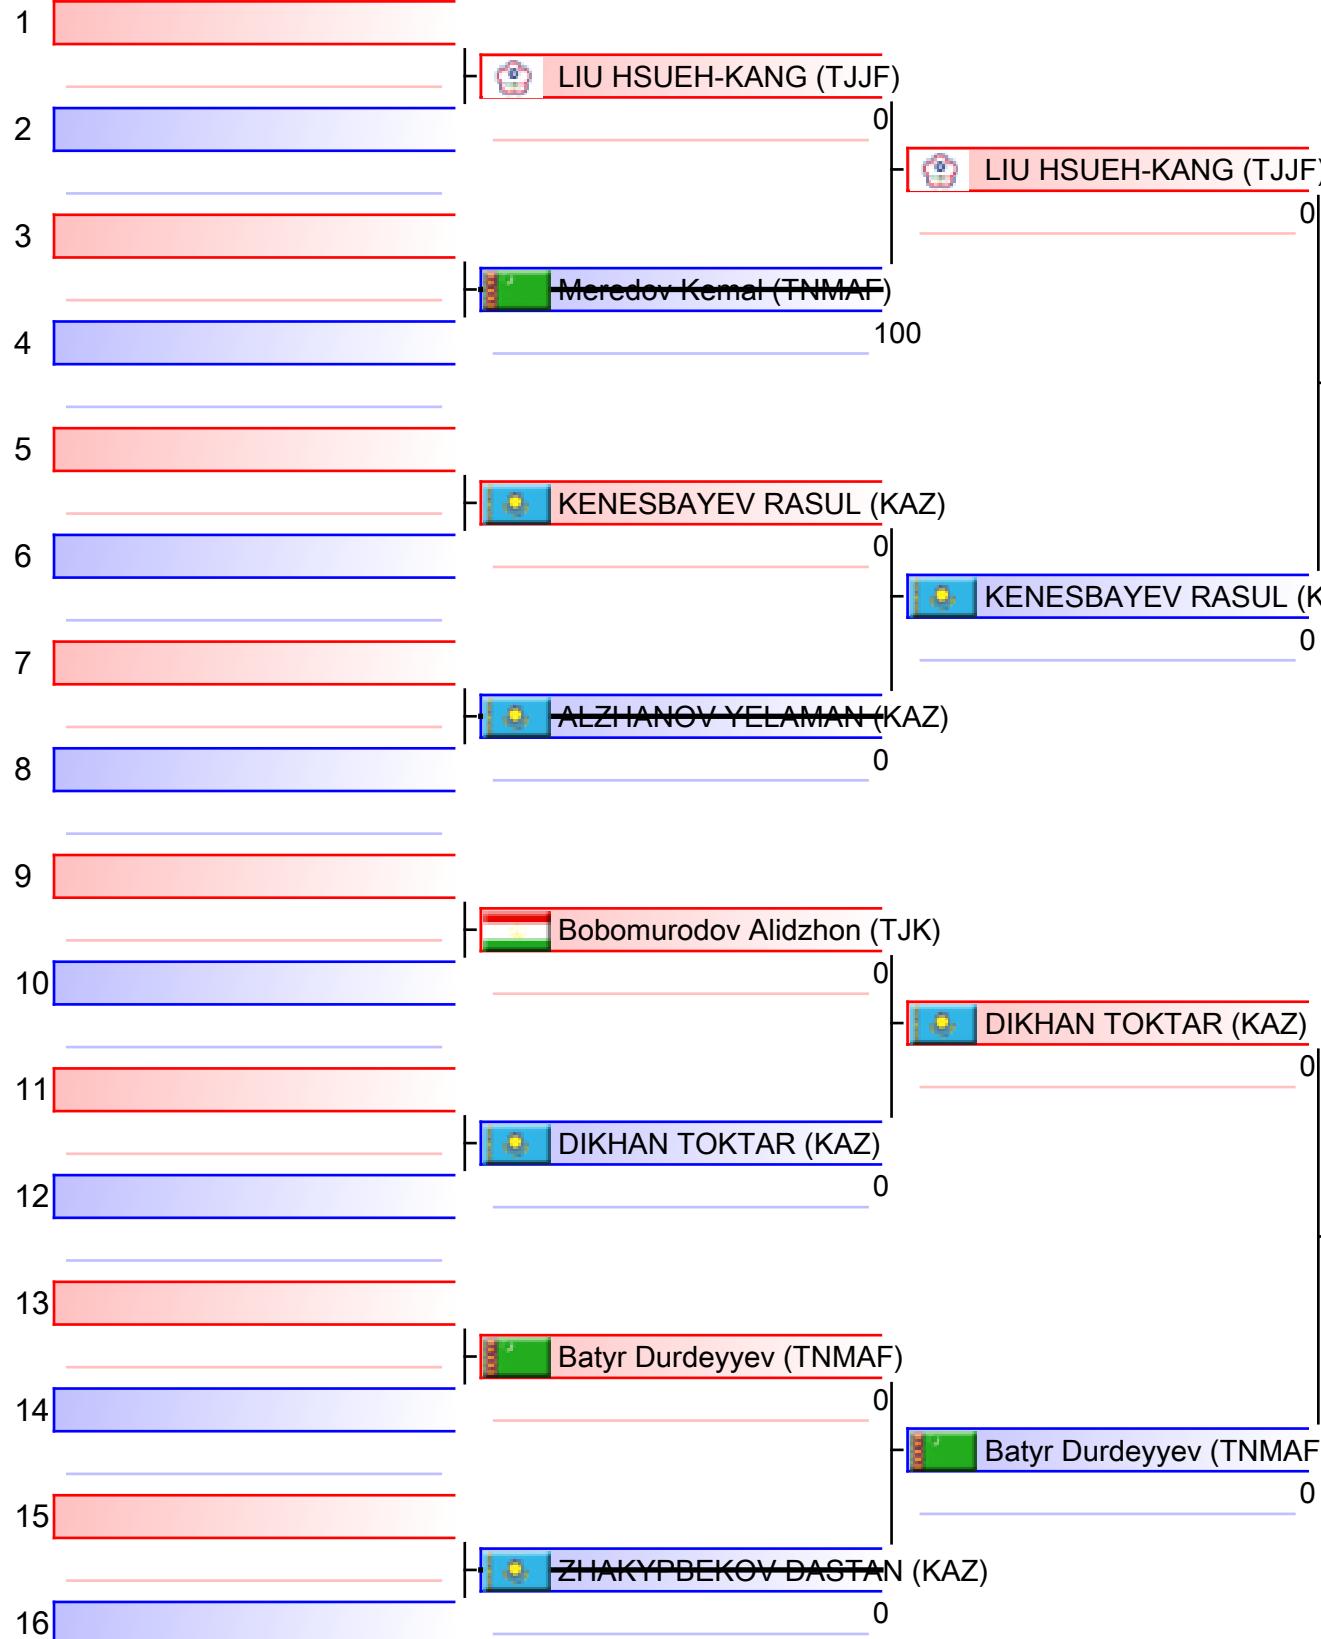 1
LIU HSUEH-KANG (TJJF)
2
0
LIU HSUEH-KANG (TJJF)
3
0
Meredov Kemal (TNMAF)
4
100
5
KENESBAYEV RASUL (KAZ)
6
0
KENESBAYEV RASUL (K
7
0
ALZHANOV YELAMAN (KAZ)
8
0
9
Bobomurodov Alidzhon (TJK)
10
0
DIKHAN TOKTAR (KAZ)
11
0
DIKHAN TOKTAR (KAZ)
12
0
13
Batyr Durdeyyev (TNMAF)
14
0
Batyr Durdeyyev (TNMAF
15
0
ZHAKYPBEKOV DASTAN (KAZ)
16
0